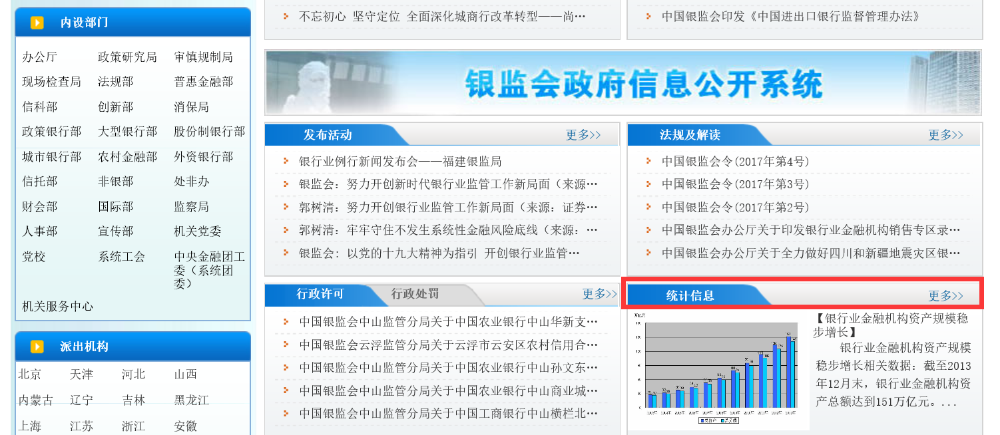 内设部门
办公厅 政策研究局 审慎规制局
现场检查局 法规部 普惠金融部
信科部 创新部 消保局
政策银行部 大型银行部 股份制银行部
城市银行部 农村金融部 外资银行部
信托部 非银部 处非办
财会部 国际部 监察局
人事部 宣传部 机关党委
党校 系统工会 中央金融团工
委（系统团
委）
机关服务中心
派出机构
北京 天津 河北 山西
内蒙古 辽宁 吉林 黑龙江
上海 江苏 浙江 安徽
不忘初心 坚守定位 全面深化城商行改革转型——尚…
中国银监会印发《中国进出口银行监督管理办法》
银监会政府信息公开系统
发布活动 更多>>
银行业例行新闻发布会——福建银监局
银监会：努力开创新时代银行业监管工作新局面（来源…
郭树清：努力开创银行业监管工作新局面（来源：证券…
郭树清：牢牢守住不发生系统性金融风险底线（来源：…
银监会: 以党的十九大精神为指引 开创银行业监管…
法规及解读 更多>>
中国银监会令(2017年第4号)
中国银监会令(2017年第3号)
中国银监会令(2017年第2号)
中国银监会办公厅关于印发银行业金融机构销售专区录…
中国银监会办公厅关于全力做好四川和新疆地震灾区银…
行政许可 行政处罚 更多>>
中国银监会中山监管分局关于中国农业银行中山华新支…
中国银监会云浮监管分局关于云浮市云安区农村信用合…
中国银监会中山监管分局关于中国农业银行中山孙文东…
中国银监会中山监管分局关于中国农业银行中山商业城…
中国银监会中山监管分局关于中国工商银行中山横栏北…
统计信息 更多>>
万亿元
【银行业金融机构资产规模稳
步增长】
银行业金融机构资产规模
稳步增长相关数据：截至2013
年12月末，银行业金融机构资
产总额达到151万亿元。...